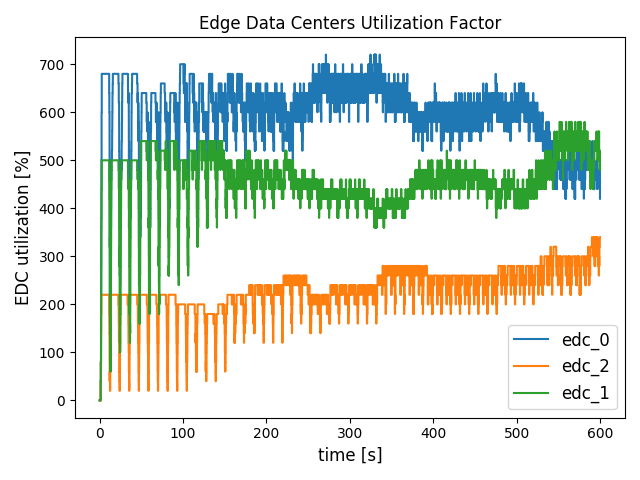 Edge Data Centers Utilization Factor
EDC utilization [%]
700
600
500
400
300
200
100
0
0 100 200 300 400 500 600
time [s]
edc_0
edc_2
edc_1